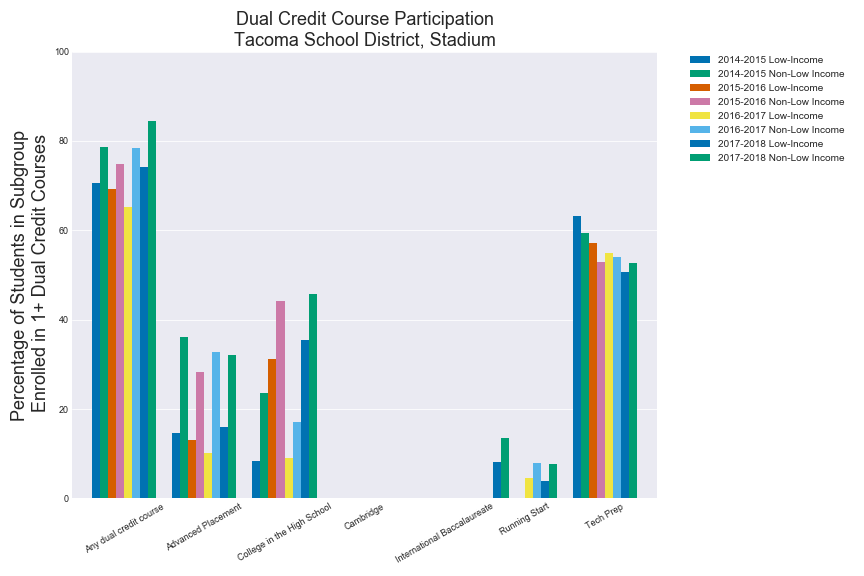 Dual Credit Course Participation
Tacoma School District, Stadium
Percentage of Students in Subgroup
Enrolled in 1+ Dual Credit Courses
100
80
60
40
20
0
Any dual credit course
Advanced Placement
College in the High School
Cambridge
International Baccalaureate
Running Start
Tech Prep
2014-2015 Low-Income
2014-2015 Non-Low Income
2015-2016 Low-Income
2015-2016 Non-Low Income
2016-2017 Low-Income
2016-2017 Non-Low Income
2017-2018 Low-Income
2017-2018 Non-Low Income